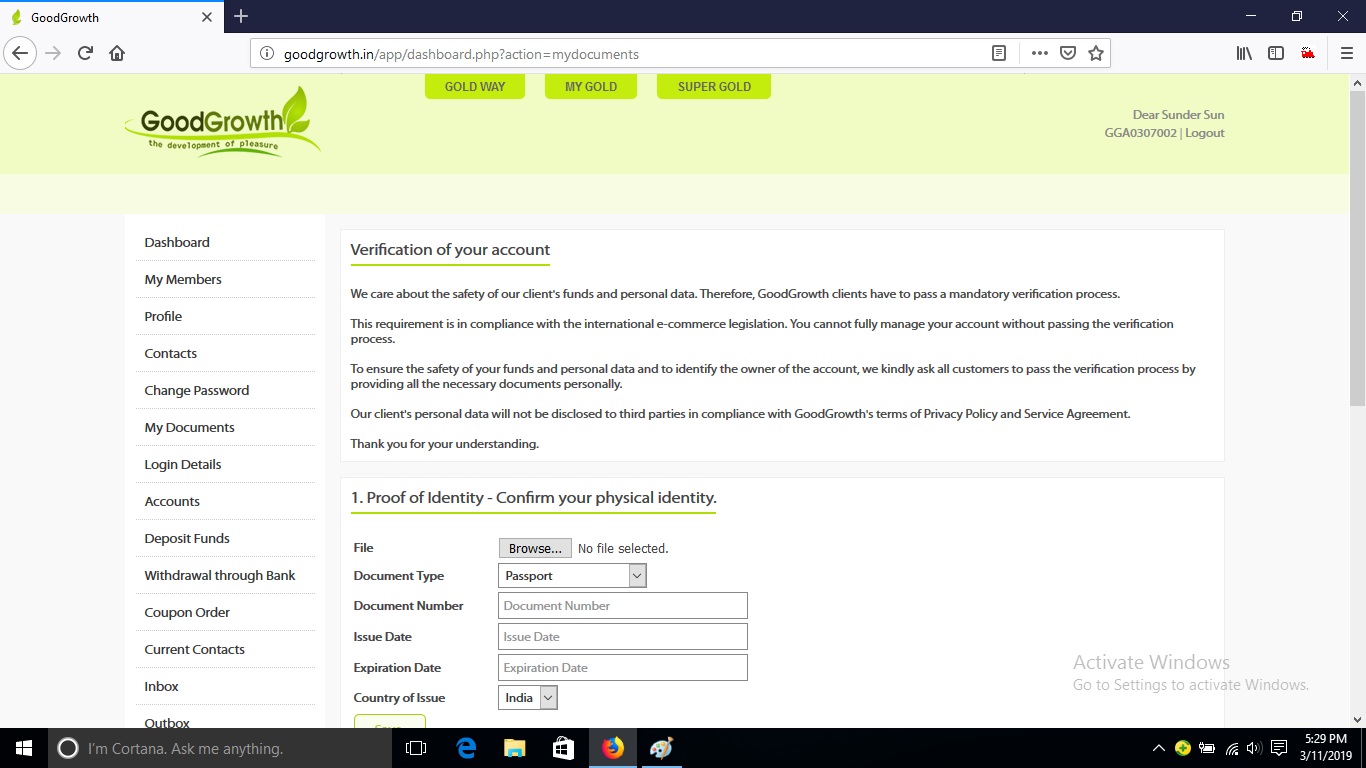 GoodGrowth
goodgrowth.in/app/dashboard.php?action=mydocuments
GOLD WAY
MY GOLD
SUPER GOLD
GoodGrowth
the development of pleasure
Dear Sunder Sun
GGA0307002 | Logout
Dashboard
My Members
Profile
Contacts
Change Password
My Documents
Login Details
Accounts
Deposit Funds
Withdrawal through Bank
Coupon Order
Current Contacts
Inbox
Outbox
Verification of your account
We care about the safety of our client's funds and personal data. Therefore, GoodGrowth clients have to pass a mandatory verification process.
This requirement is in compliance with the international e-commerce legislation. You cannot fully manage your account without passing the verification
process.
To ensure the safety of your funds and personal data and to identify the owner of the account, we kindly ask all customers to pass the verification process by
providing all the necessary documents personally.
Our client's personal data will not be disclosed to third parties in compliance with GoodGrowth's terms of Privacy Policy and Service Agreement.
Thank you for your understanding.
1. Proof of Identity - Confirm your physical identity.
File Browse... No file selected.
Document Type Passport
Document Number Document Number
Issue Date Issue Date
Expiration Date Expiration Date
Country of Issue India
Save
Activate Windows
Go to Settings to activate Windows.
I'm Cortana. Ask me anything.
5:29 PM
3/11/2019